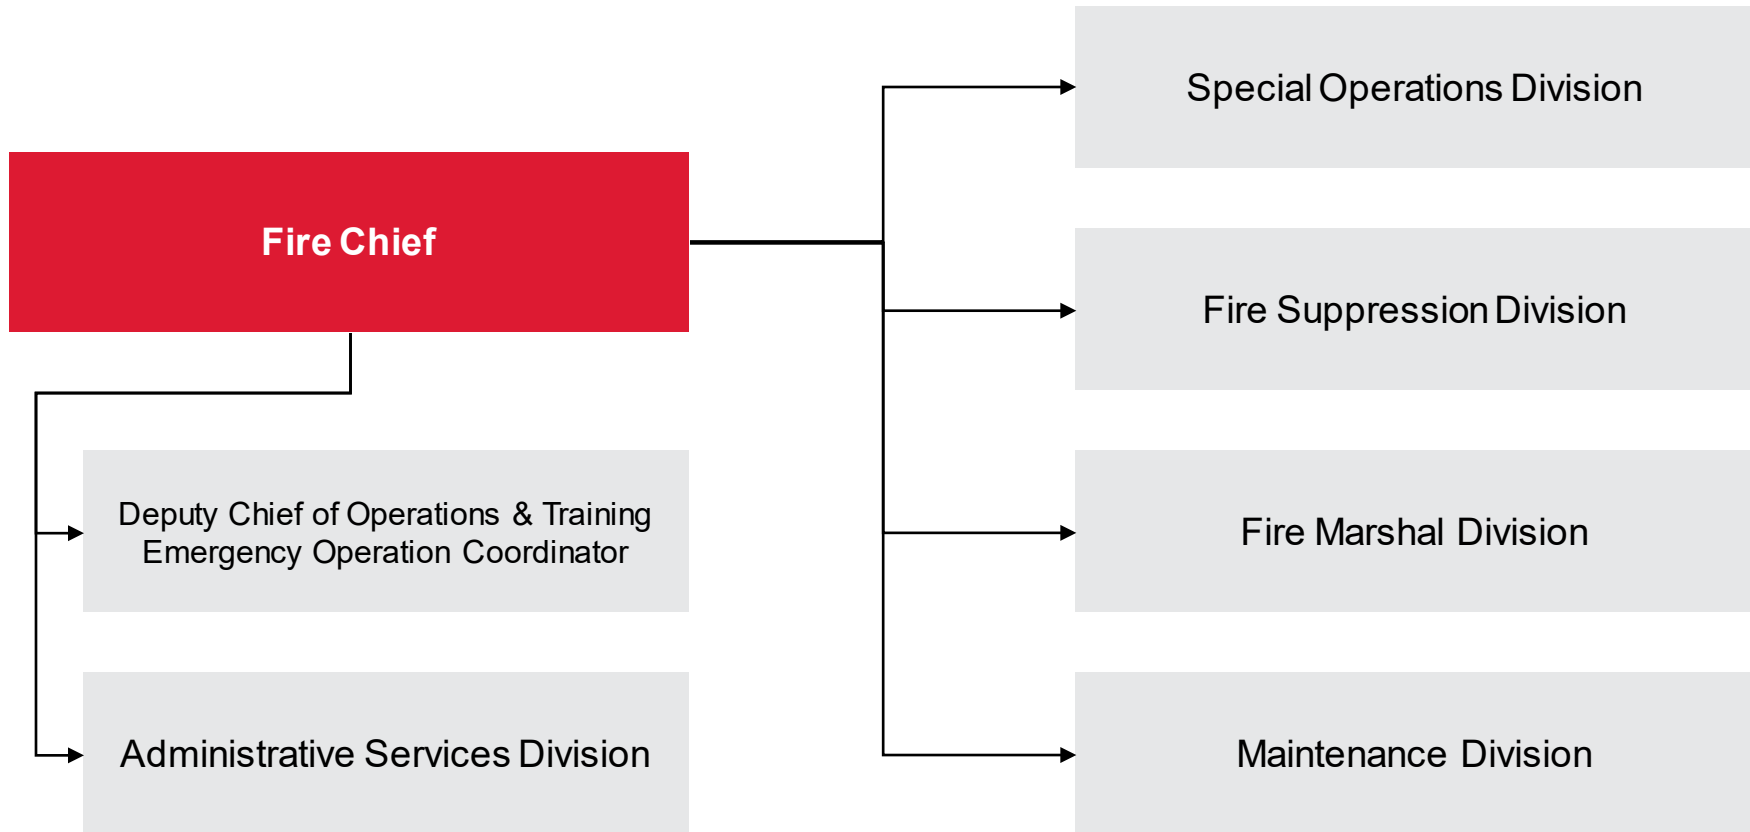 Fire Chief
Deputy Chief of Operations & Training
Emergency Operation Coordinator
Administrative Services Division
Special Operations Division
Fire Suppression Division
Fire Marshal Division
Maintenance Division